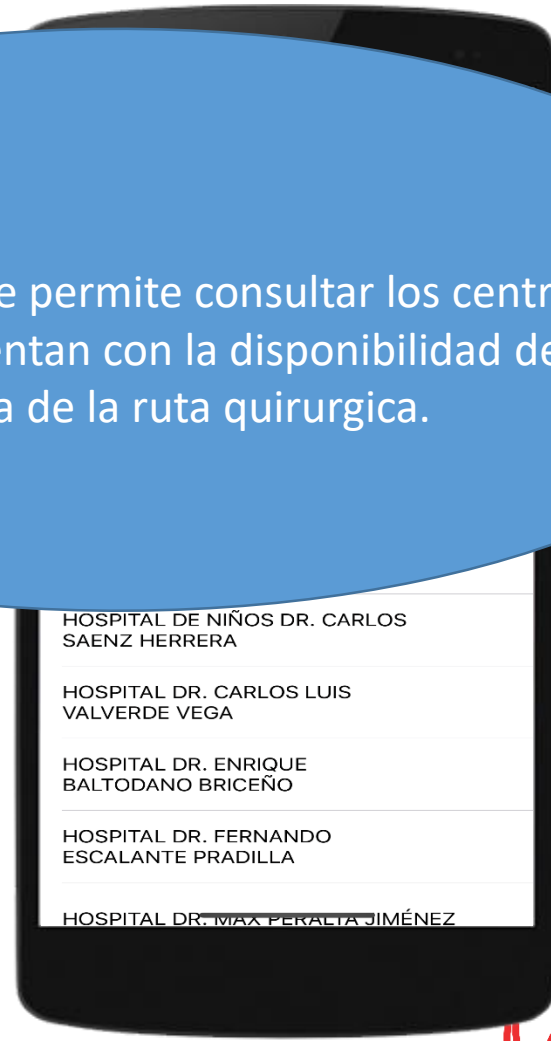 e permite consultar los centr
entan con la disponibilidad de
a de la ruta quirurgica.
HOSPITAL DE NIÑOS DR. CARLOS
SAENZ HERRERA
HOSPITAL DR. CARLOS LUIS
VALVERDE VEGA
HOSPITAL DR. ENRIQUE
BALTODANO BRICEÑO
HOSPITAL DR. FERNANDO
ESCALANTE PRADILLA
HOSPITAL DR. MAX PERALTA JIMÉNEZ